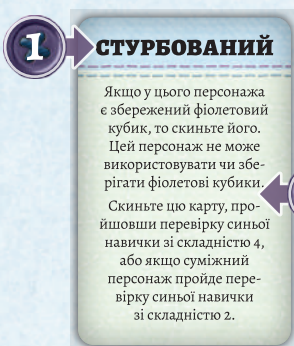 1
СТУРБОВАНИЙ
Якщо у цього персонажа
є збережений фіолетовий
кубик, то скиньте його.
Цей персонаж не може
використовувати чи збе-
рігати фіолетові кубики.
Скиньте цю карту, про-
йшовши перевірку синьої
навички зі складністю 4,
або якщо суміжний
персонаж пройде пере-
вірку синьої навички
зі складністю 2.